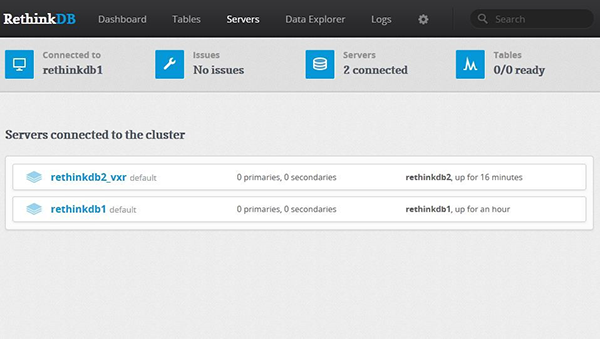 RethinkDB Dashboard Tables Servers Data Explorer Logs Search
Connected to Issues Servers Tables
rethinkdb1 No issues 2 connected 0/0 ready
Servers connected to the cluster
rethinkdb2_vxr default 0 primaries, 0 secondaries rethinkdb2, up for 16 minutes
rethinkdb1 default 0 primaries, 0 secondaries rethinkdb1, up for an hour